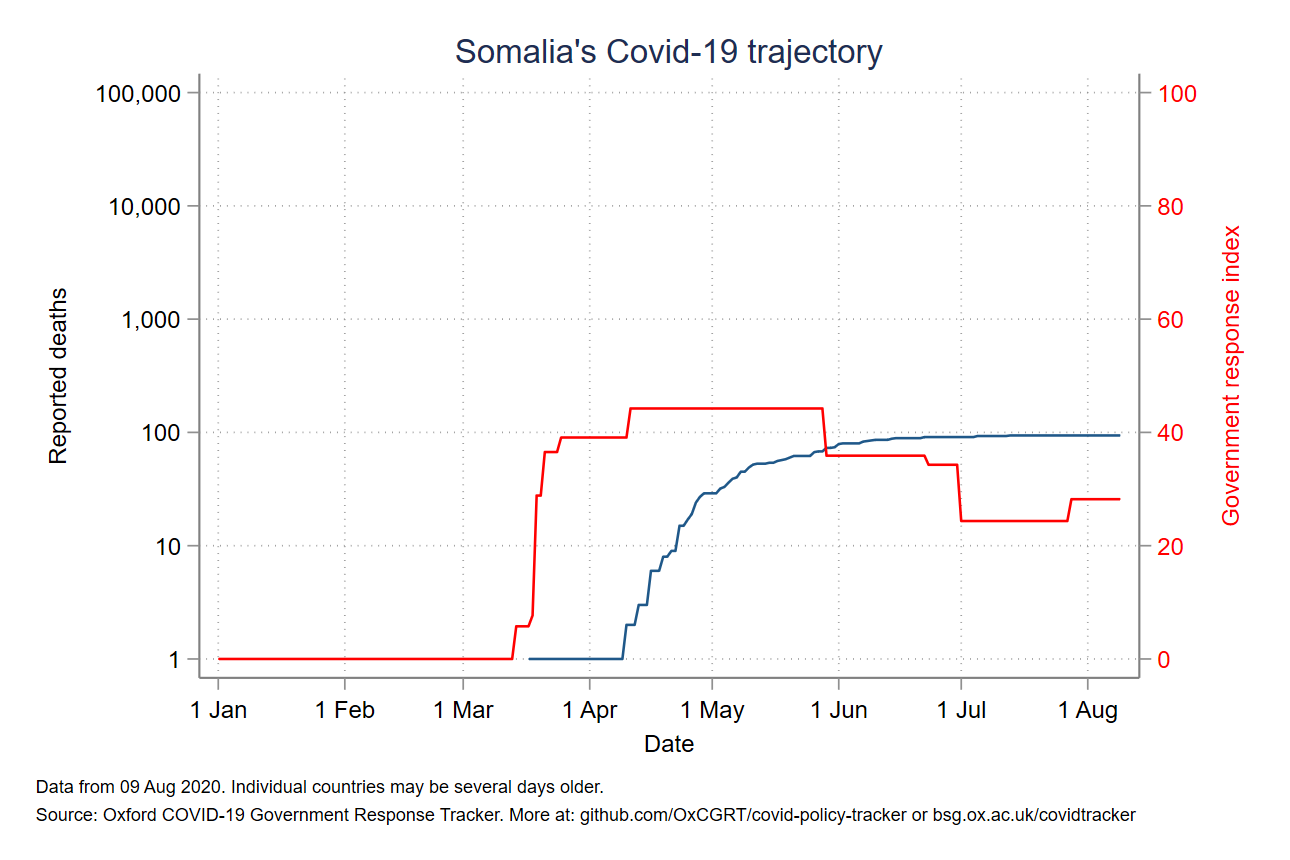 Somalia's Covid-19 trajectory
100,000
10,000
1,000
100
10
1
Reported deaths
100
80
60
40
20
0
Government response index
1 Jan
1 Feb
1 Mar
1 Apr
1 May
1 Jun
1 Jul
1 Aug
Date
Data from 09 Aug 2020. Individual countries may be several days older.
Source: Oxford COVID-19 Government Response Tracker. More at: github.com/OxCGRT/covid-policy-tracker or bsg.ox.ac.uk/covidtracker